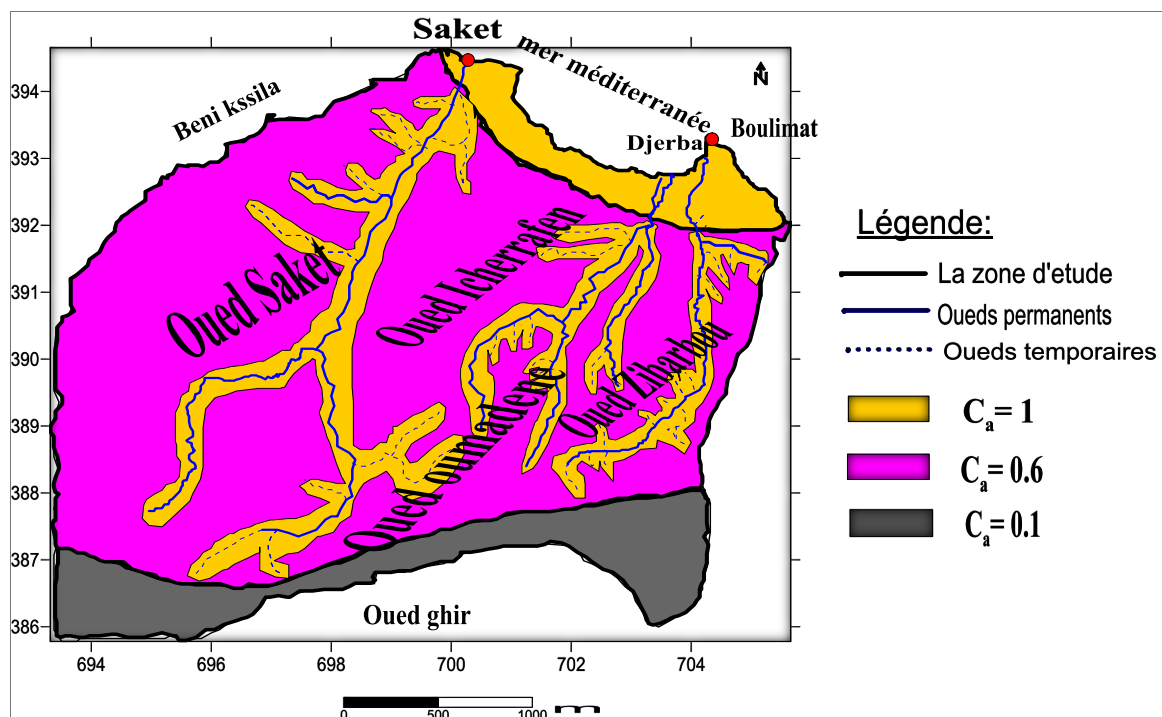 Saket
mer méditerranée
N
Beni kssila
Djerba
Boulimat
394
393
392
391
390
389
388
387
386
Oued Saket
Oued Icherrafen
Oued oumadene
Oued Zibarbou
Oued ghir
694
696
698
700
702
704
0
500
1000
Légende:
La zone d'etude
Oueds permanents
Oueds temporaires
Ca = 1
Ca = 0.6
Ca = 0.1